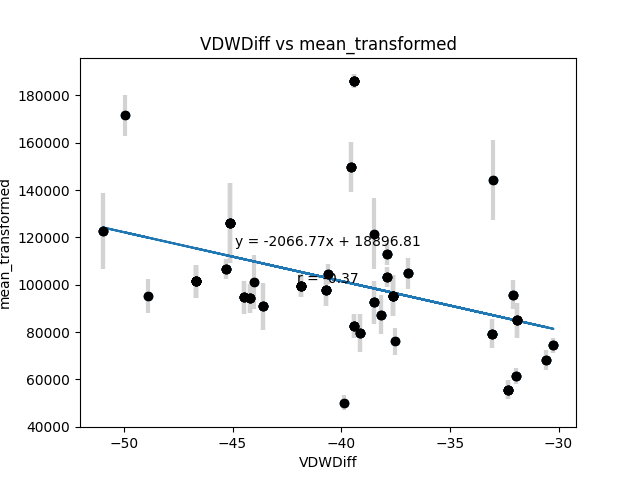 VDWDiff vs mean_transformed
180000
160000
140000
120000
100000
80000
60000
40000
mean_transformed
y = -2066.77x + 18896.81
r = -0.37
−50
−45
−40
−35
−30
VDWDiff